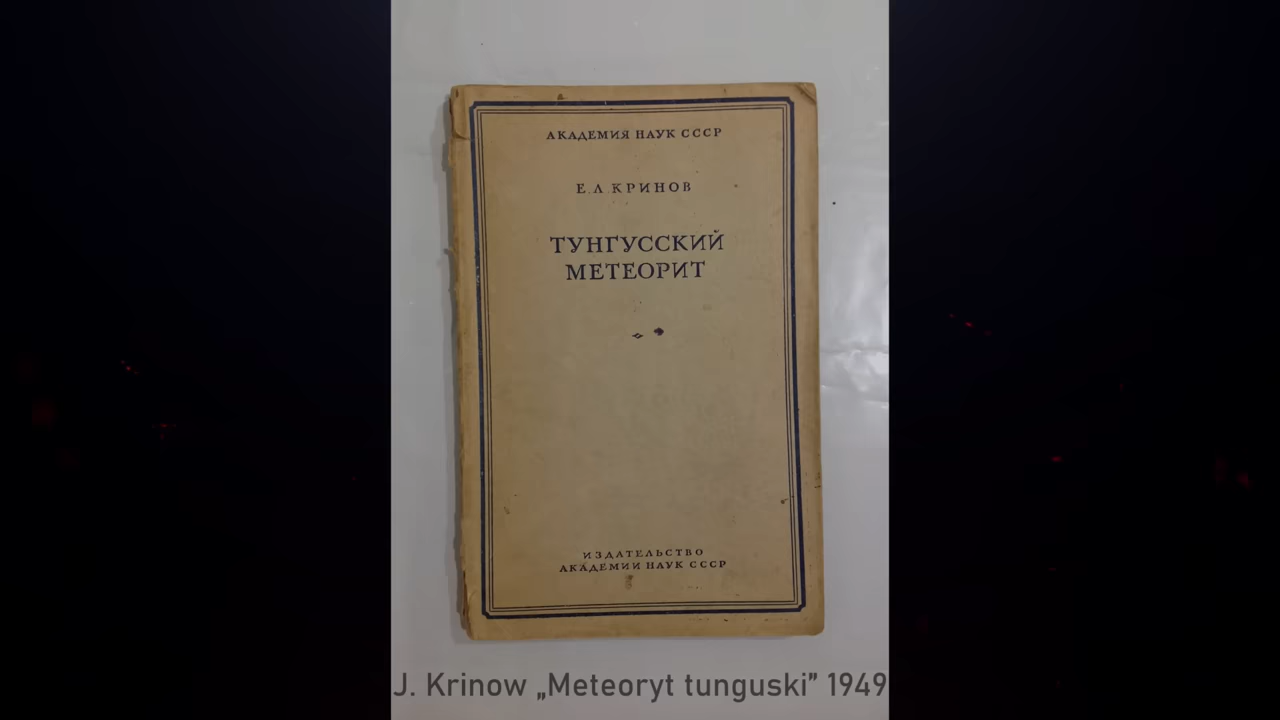 АКАДЕМИЯ НАУК СССР
Е. Л. КРИНОВ
ТУНГУССКИЙ
МЕТЕОРИТ
ИЗДАТЕЛЬСТВО
АКАДЕМИИ НАУК СССР
J. Krinow „Meteoryt tunguski” 1949